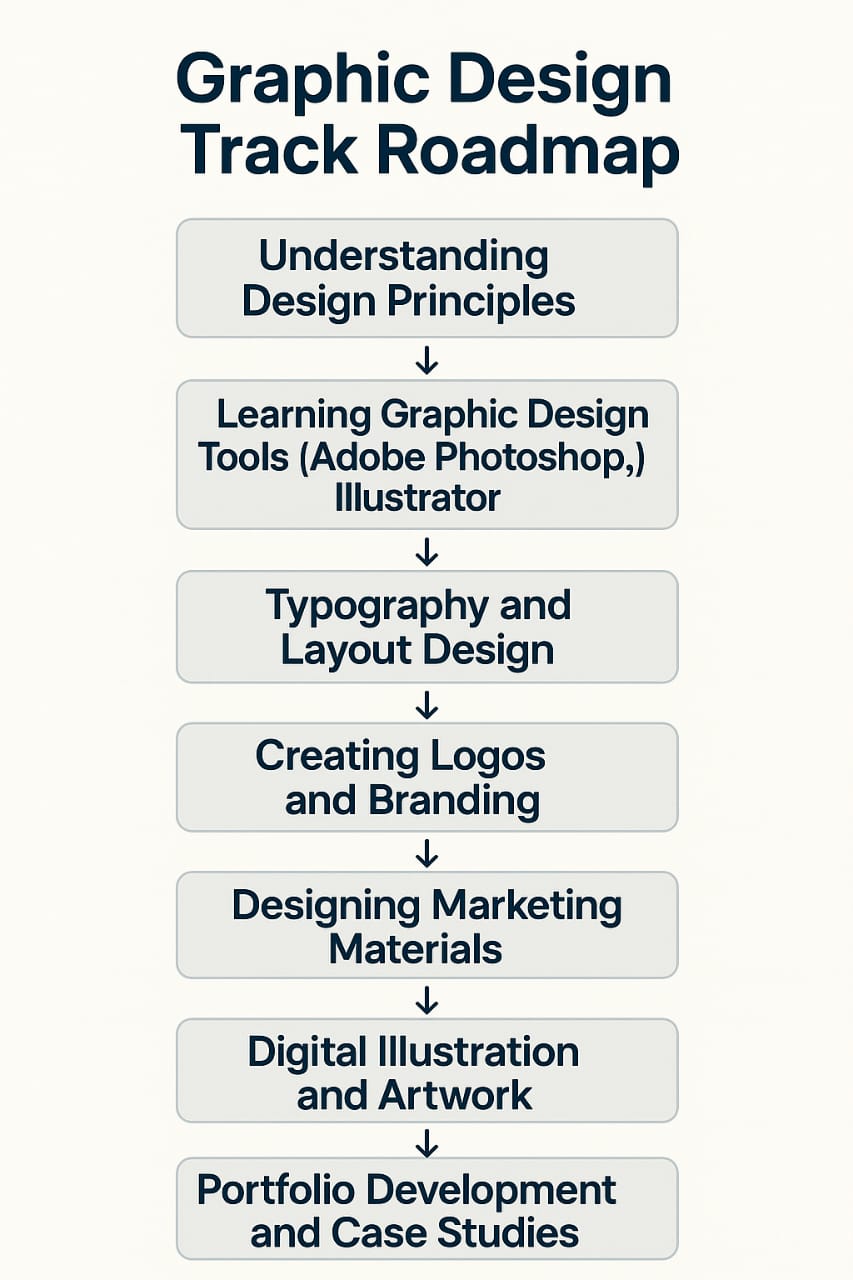 Graphic Design
Track Roadmap
Understanding
Design Principles
Learning Graphic Design
Tools (Adobe Photoshop,)
Illustrator
Typography and
Layout Design
Creating Logos
and Branding
Designing Marketing
Materials
Digital Illustration
and Artwork
Portfolio Development
and Case Studies